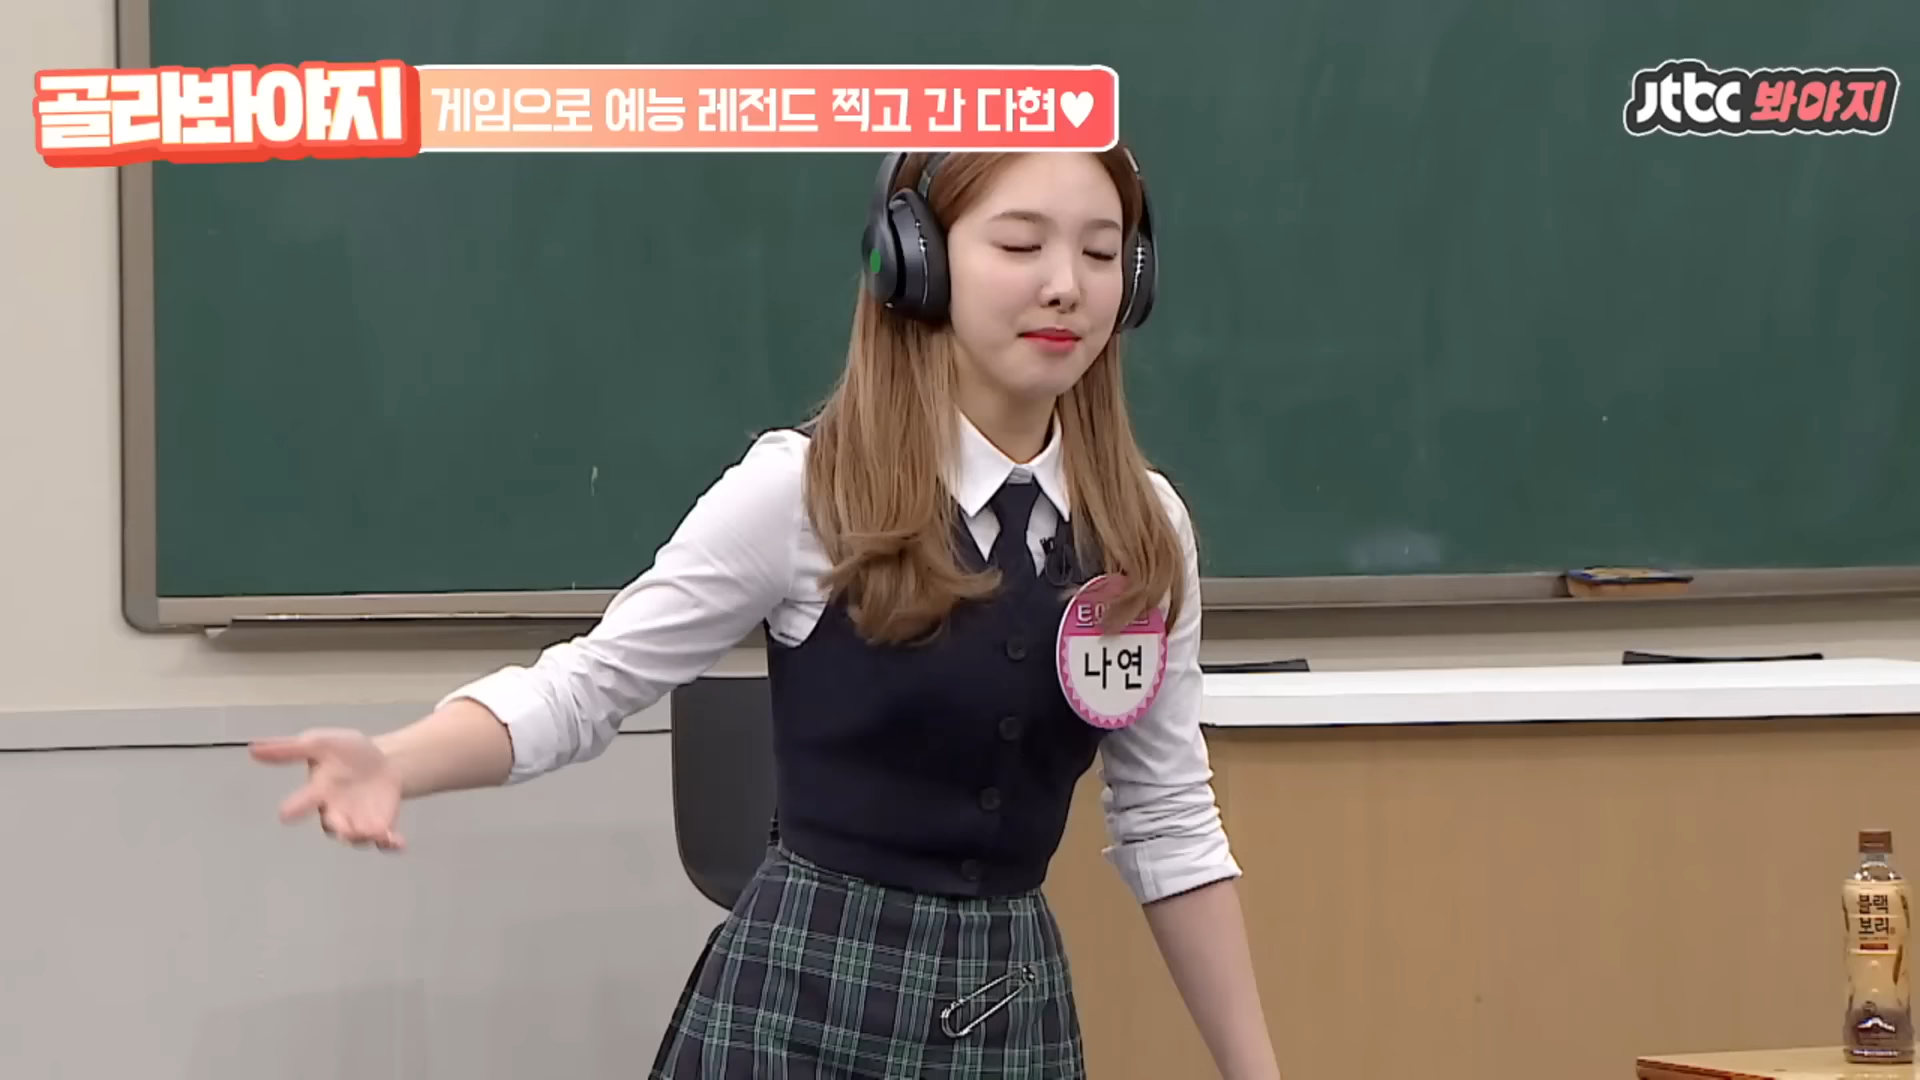 골라봐야지
게임으로 예능 레전드 찍고 간 다현♥
jtbc 봐야지
나연
블랙
보리